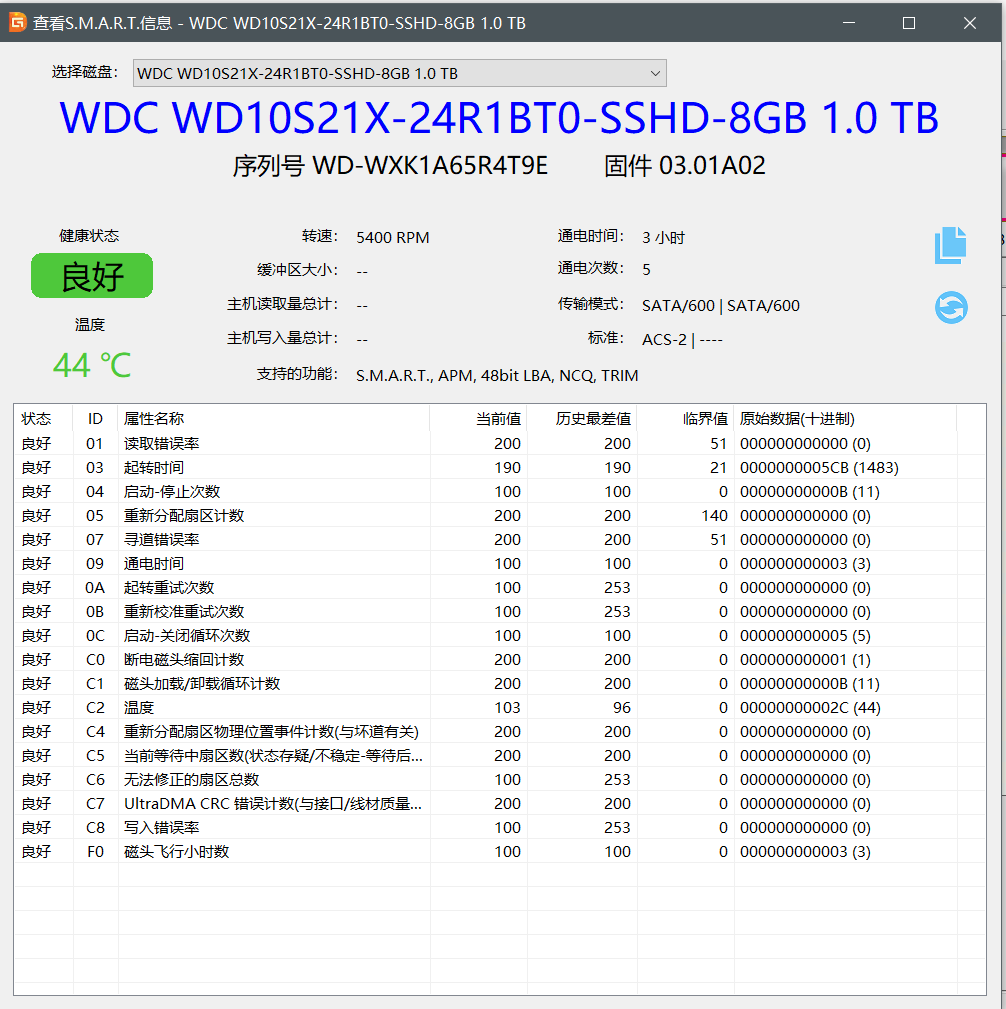 查看S.M.A.R.T.信息 - WDC WD10S21X-24R1BT0-SSHD-8GB 1.0 TB
选择磁盘: WDC WD10S21X-24R1BT0-SSHD-8GB 1.0 TB
WDC WD10S21X-24R1BT0-SSHD-8GB 1.0 TB
序列号 WD-WXK1A65R4T9E 固件 03.01A02
健康状态 转速: 5400 RPM 通电时间: 3 小时
良好 缓冲区大小: -- 通电次数: 5
主机读取量总计: -- 传输模式: SATA/600 | SATA/600
温度 主机写入量总计: -- 标准: ACS-2 | ----
44 ℃ 支持的功能: S.M.A.R.T., APM, 48bit LBA, NCQ, TRIM
状态 ID 属性名称 当前值 历史最差值 临界值 原始数据(十进制)
良好 01 读取错误率 200 200 51 000000000000 (0)
良好 03 起转时间 190 190 21 0000000005CB (1483)
良好 04 启动-停止次数 100 100 0 00000000000B (11)
良好 05 重新分配扇区计数 200 200 140 000000000000 (0)
良好 07 寻道错误率 200 200 51 000000000000 (0)
良好 09 通电时间 100 100 0 000000000003 (3)
良好 0A 起转重试次数 100 253 0 000000000000 (0)
良好 0B 重新校准重试次数 100 253 0 000000000000 (0)
良好 0C 启动-关闭循环次数 100 100 0 000000000005 (5)
良好 C0 断电磁头缩回计数 200 200 0 000000000001 (1)
良好 C1 磁头加载/卸载循环计数 200 200 0 00000000000B (11)
良好 C2 温度 103 96 0 00000000002C (44)
良好 C4 重新分配扇区物理位置事件计数(与坏道有关) 200 200 0 000000000000 (0)
良好 C5 当前等待中扇区数(状态存疑/不稳定-等待后... 200 200 0 000000000000 (0)
良好 C6 无法修正的扇区总数 100 253 0 000000000000 (0)
良好 C7 UltraDMA CRC 错误计数(与接口/线材质量... 200 200 0 000000000000 (0)
良好 C8 写入错误率 100 253 0 000000000000 (0)
良好 F0 磁头飞行小时数 100 100 0 000000000003 (3)